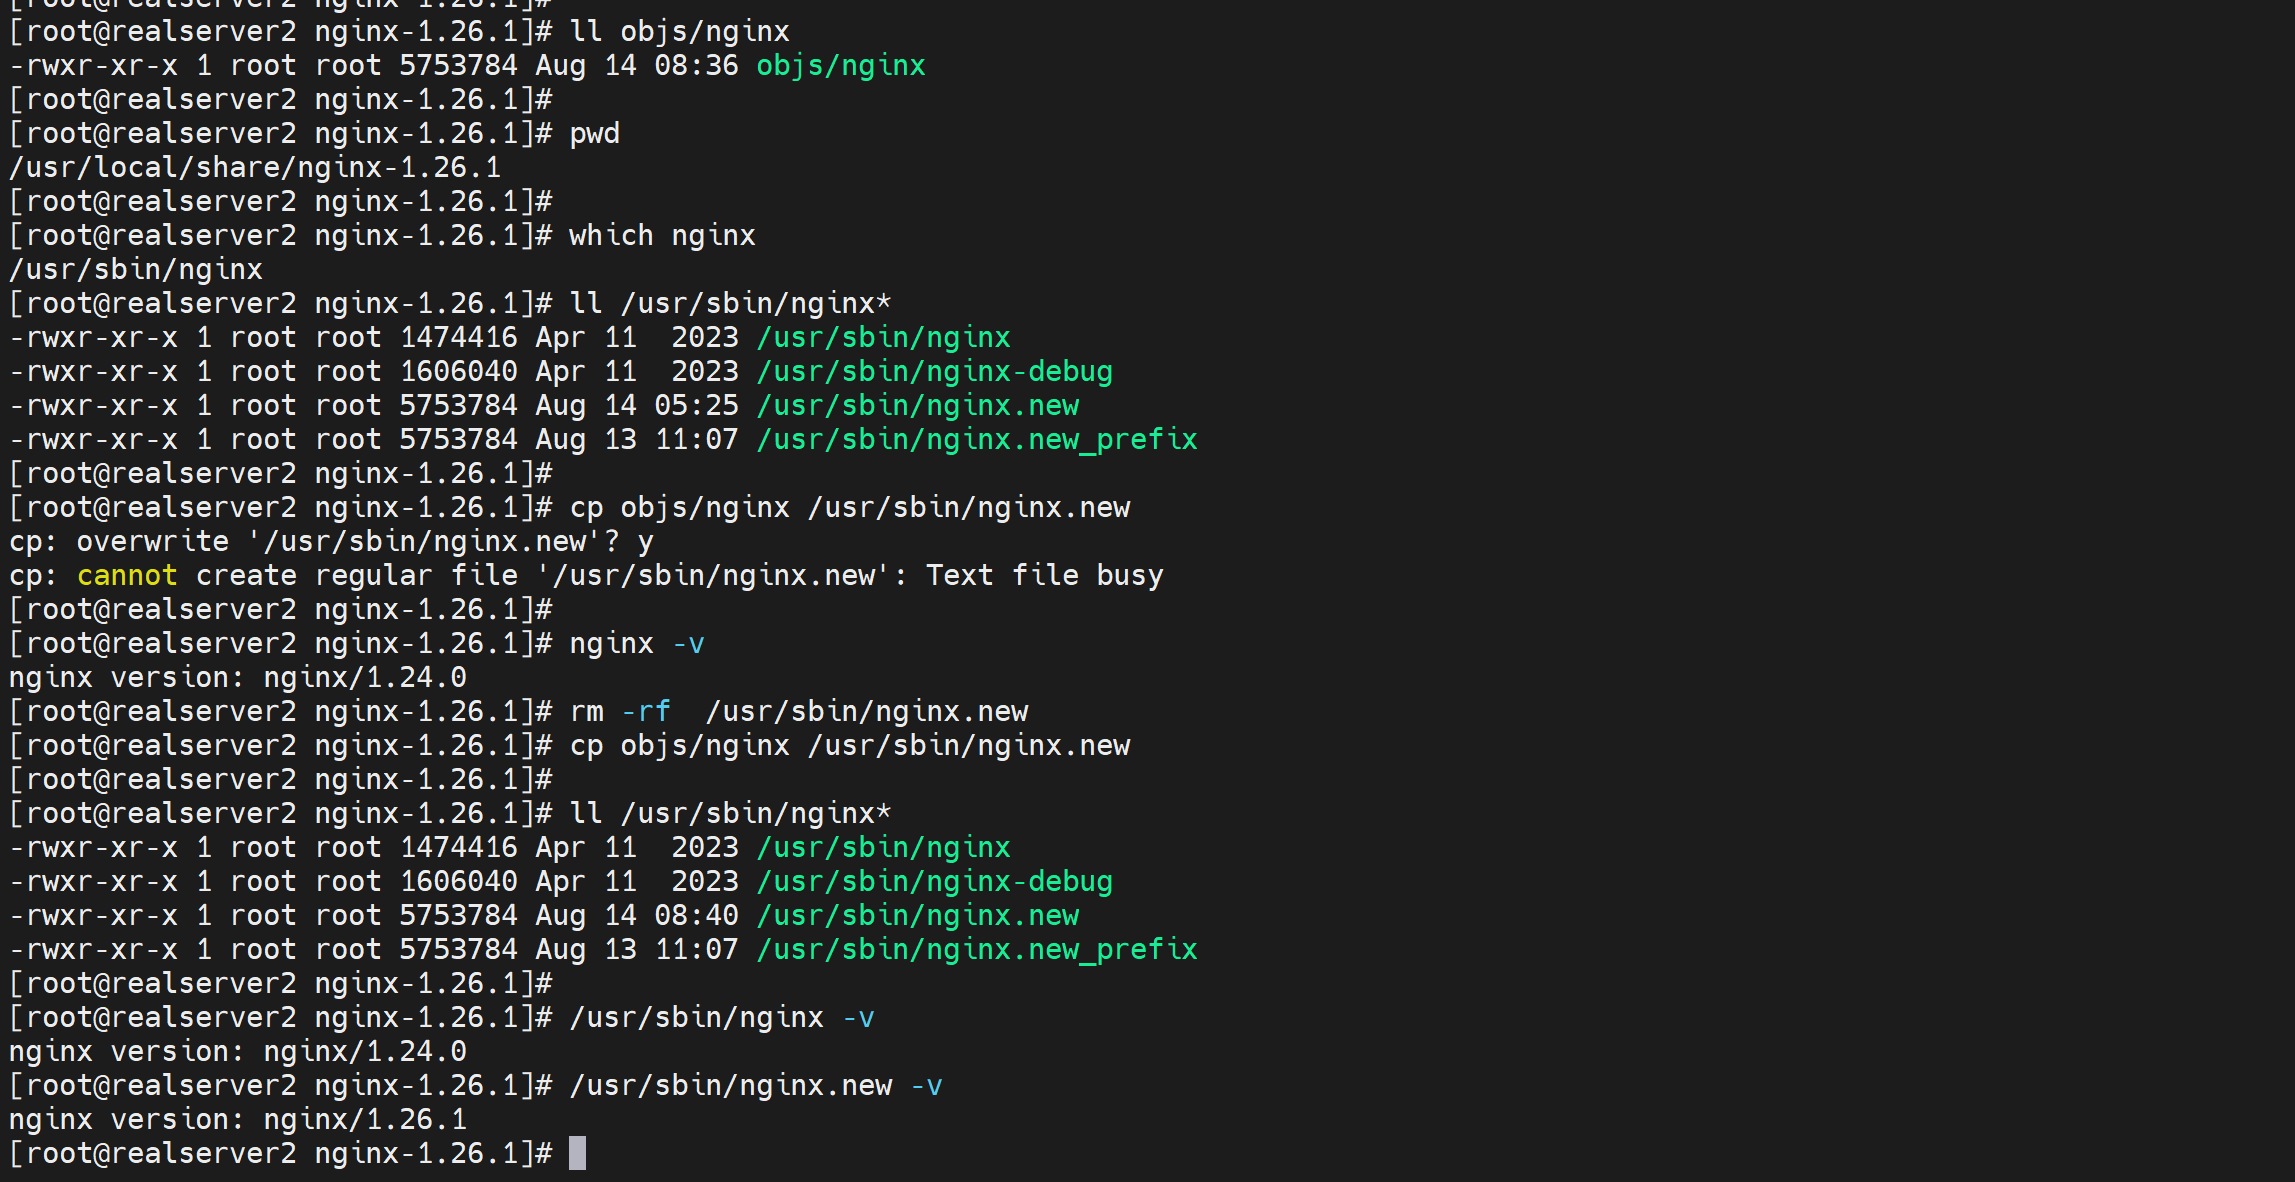 [root@realserver2 nginx-1.26.1]#
[root@realserver2 nginx-1.26.1]# ll objs/nginx
-rwxr-xr-x 1 root root 5753784 Aug 14 08:36 objs/nginx
[root@realserver2 nginx-1.26.1]#
[root@realserver2 nginx-1.26.1]# pwd
/usr/local/share/nginx-1.26.1
[root@realserver2 nginx-1.26.1]#
[root@realserver2 nginx-1.26.1]# which nginx
/usr/sbin/nginx
[root@realserver2 nginx-1.26.1]# ll /usr/sbin/nginx*
-rwxr-xr-x 1 root root 1474416 Apr 11  2023 /usr/sbin/nginx
-rwxr-xr-x 1 root root 1606040 Apr 11  2023 /usr/sbin/nginx-debug
-rwxr-xr-x 1 root root 5753784 Aug 14 05:25 /usr/sbin/nginx.new
-rwxr-xr-x 1 root root 5753784 Aug 13 11:07 /usr/sbin/nginx.new_prefix
[root@realserver2 nginx-1.26.1]#
[root@realserver2 nginx-1.26.1]# cp objs/nginx /usr/sbin/nginx.new
cp: overwrite '/usr/sbin/nginx.new'? y
cp: cannot create regular file '/usr/sbin/nginx.new': Text file busy
[root@realserver2 nginx-1.26.1]#
[root@realserver2 nginx-1.26.1]# nginx -v
nginx version: nginx/1.24.0
[root@realserver2 nginx-1.26.1]# rm -rf  /usr/sbin/nginx.new
[root@realserver2 nginx-1.26.1]# cp objs/nginx /usr/sbin/nginx.new
[root@realserver2 nginx-1.26.1]#
[root@realserver2 nginx-1.26.1]# ll /usr/sbin/nginx*
-rwxr-xr-x 1 root root 1474416 Apr 11  2023 /usr/sbin/nginx
-rwxr-xr-x 1 root root 1606040 Apr 11  2023 /usr/sbin/nginx-debug
-rwxr-xr-x 1 root root 5753784 Aug 14 08:40 /usr/sbin/nginx.new
-rwxr-xr-x 1 root root 5753784 Aug 13 11:07 /usr/sbin/nginx.new_prefix
[root@realserver2 nginx-1.26.1]#
[root@realserver2 nginx-1.26.1]# /usr/sbin/nginx -v
nginx version: nginx/1.24.0
[root@realserver2 nginx-1.26.1]# /usr/sbin/nginx.new -v
nginx version: nginx/1.26.1
[root@realserver2 nginx-1.26.1]#